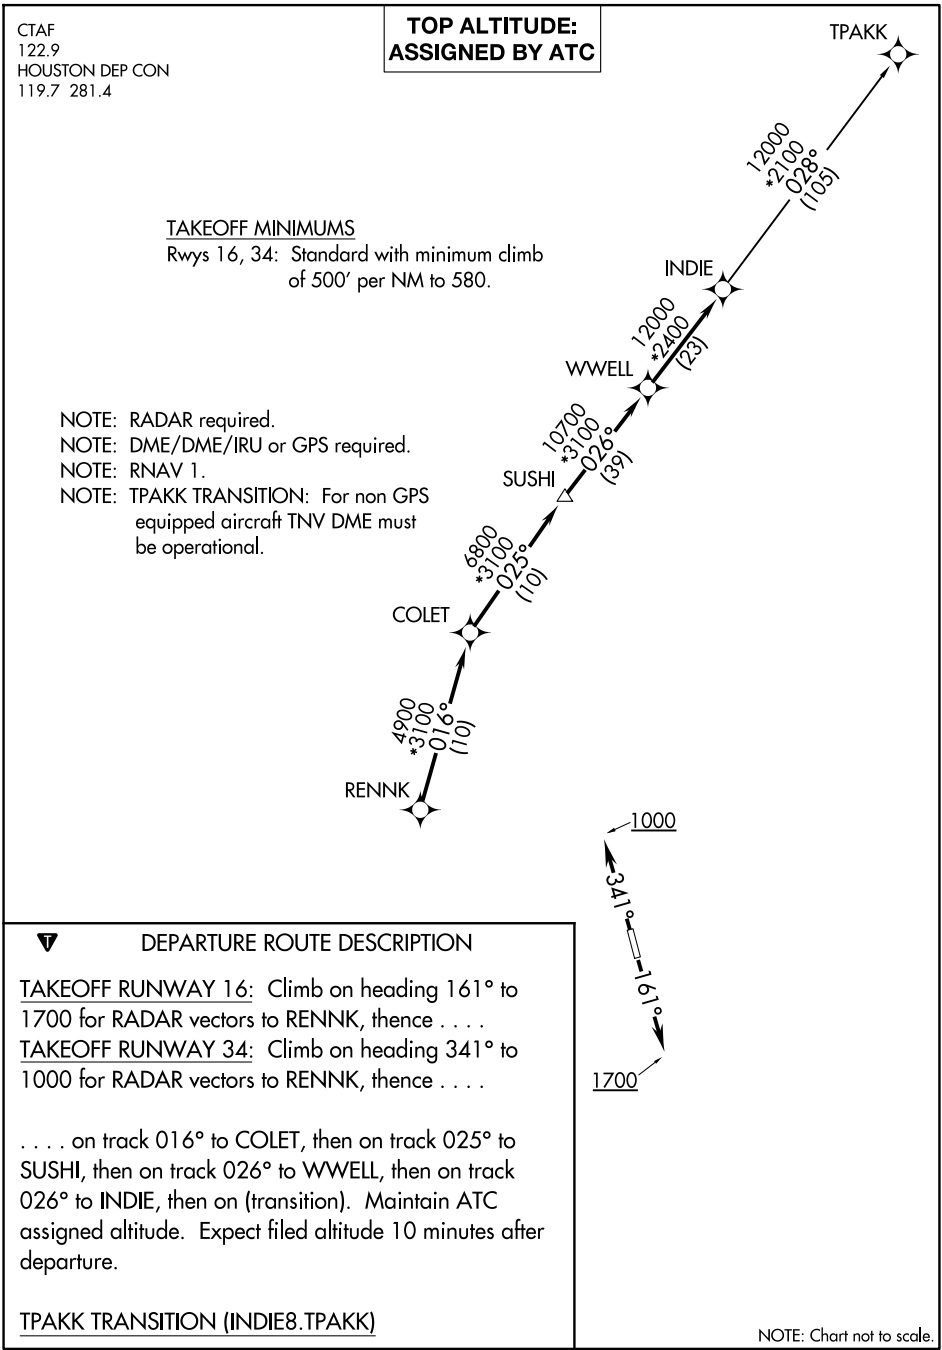 CTAF
122.9
HOUSTON DEP CON
119.7 281.4
TOP ALTITUDE:
ASSIGNED BY ATC
TPAKK
12000
*2100
028°
(105)
TAKEOFF MINIMUMS
Rwys 16, 34: Standard with minimum climb
of 500' per NM to 580.
INDIE
12000
*2400
(23)
WWELL
NOTE: RADAR required.
NOTE: DME/DME/IRU or GPS required.
NOTE: RNAV 1.
NOTE: TPAKK TRANSITION: For non GPS
equipped aircraft TNV DME must
be operational.
10700
*3100
026°
(39)
SUSHI
6800
*3100
025°
(10)
COLET
4900
*3100
016°
(10)
RENNK
1000
341°
161°
1700
T
DEPARTURE ROUTE DESCRIPTION
TAKEOFF RUNWAY 16: Climb on heading 161° to
1700 for RADAR vectors to RENNK, thence . . . .
TAKEOFF RUNWAY 34: Climb on heading 341° to
1000 for RADAR vectors to RENNK, thence . . . .
. . . . on track 016° to COLET, then on track 025° to
SUSHI, then on track 026° to WWELL, then on track
026° to INDIE, then on (transition). Maintain ATC
assigned altitude. Expect filed altitude 10 minutes after
departure.
TPAKK TRANSITION (INDIE8.TPAKK)
NOTE: Chart not to scale.